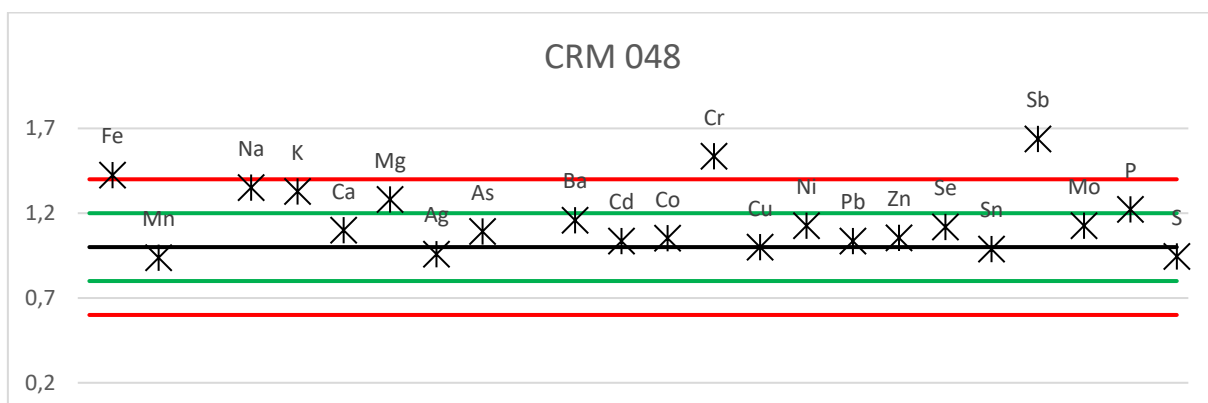 CRM 048
1,7
1,2
0,7
0,2
Fe
Mn
Na
K
Ca
Mg
Ag
As
Ba
Cd
Co
Cr
Cu
Ni
Pb
Zn
Se
Sn
Sb
Mo
P
S